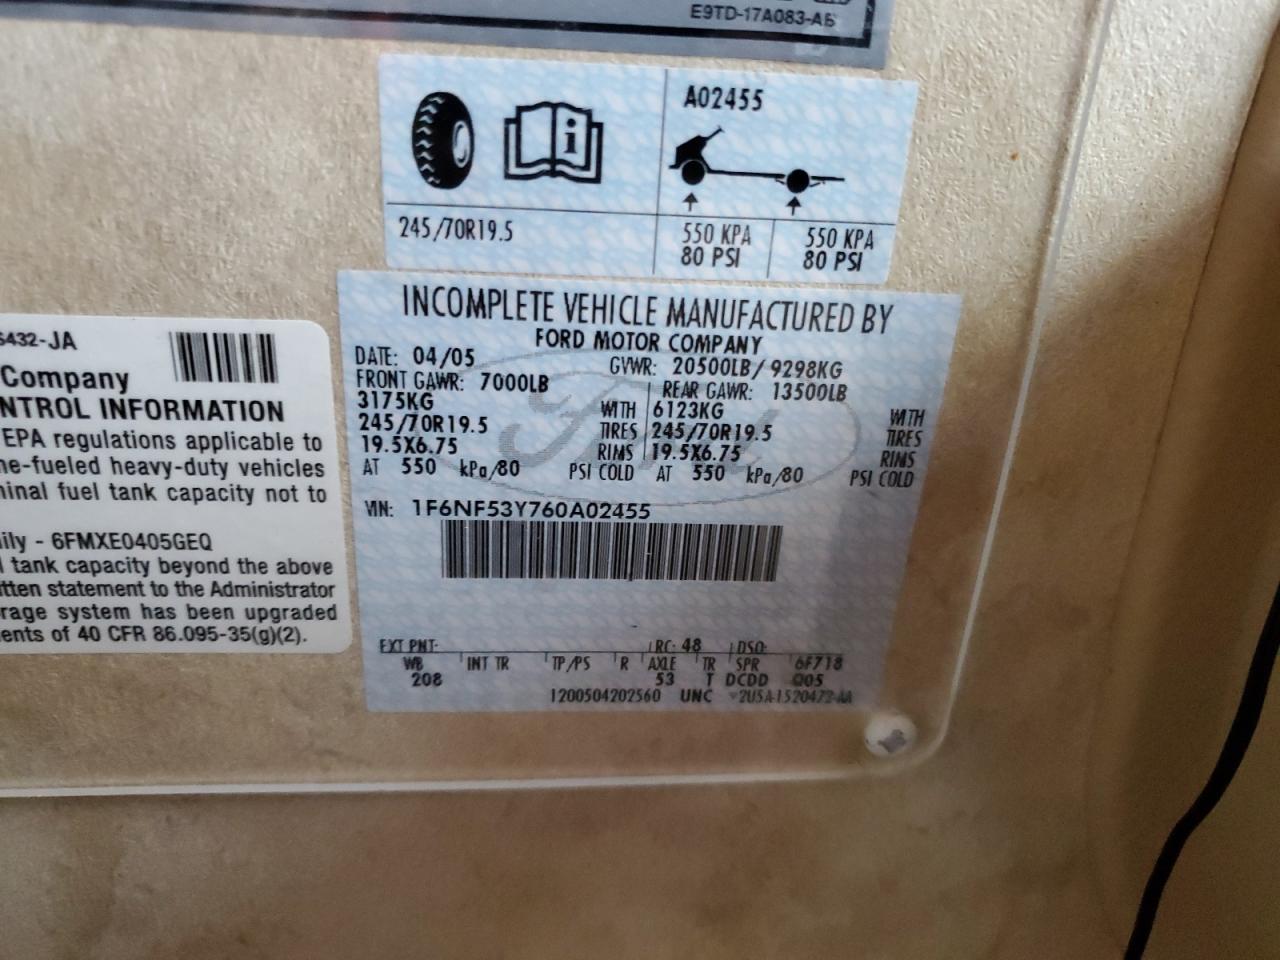 E9TD-17A083-AB
A02455
245/70R19.5
550 KPA
80 PSI
550 KPA
80 PSI
6432-JA
Company
NTROL INFORMATION
EPA regulations applicable to
ne-fueled heavy-duty vehicles
ninal fuel tank capacity not to
ily - 6FMXE0405GEQ
l tank capacity beyond the above
itten statement to the Administrator
rage system has been upgraded
ents of 40 CFR 86.095-35(g)(2).
INCOMPLETE VEHICLE MANUFACTURED BY
FORD MOTOR COMPANY
DATE: 04/05 GVWR: 20500LB/ 9298KG
FRONT GAWR: 7000LB REAR GAWR: 13500LB
3175KG WITH 6123KG WITH
245/70R19.5 TIRES 245/70R19.5 TIRES
19.5X6.75 RIMS 19.5X6.75 RIMS
AT 550 kPa/80 PSI COLD AT 550 kPa/80 PSI COLD
Ford
VIN: 1F6NF53Y760A02455
EXT PNT: RC: 48 DSO:
WB INT TR TP/PS R AXLE TR SPR 6F718
208 53 T DCDD Q05
1200504202560 UNC